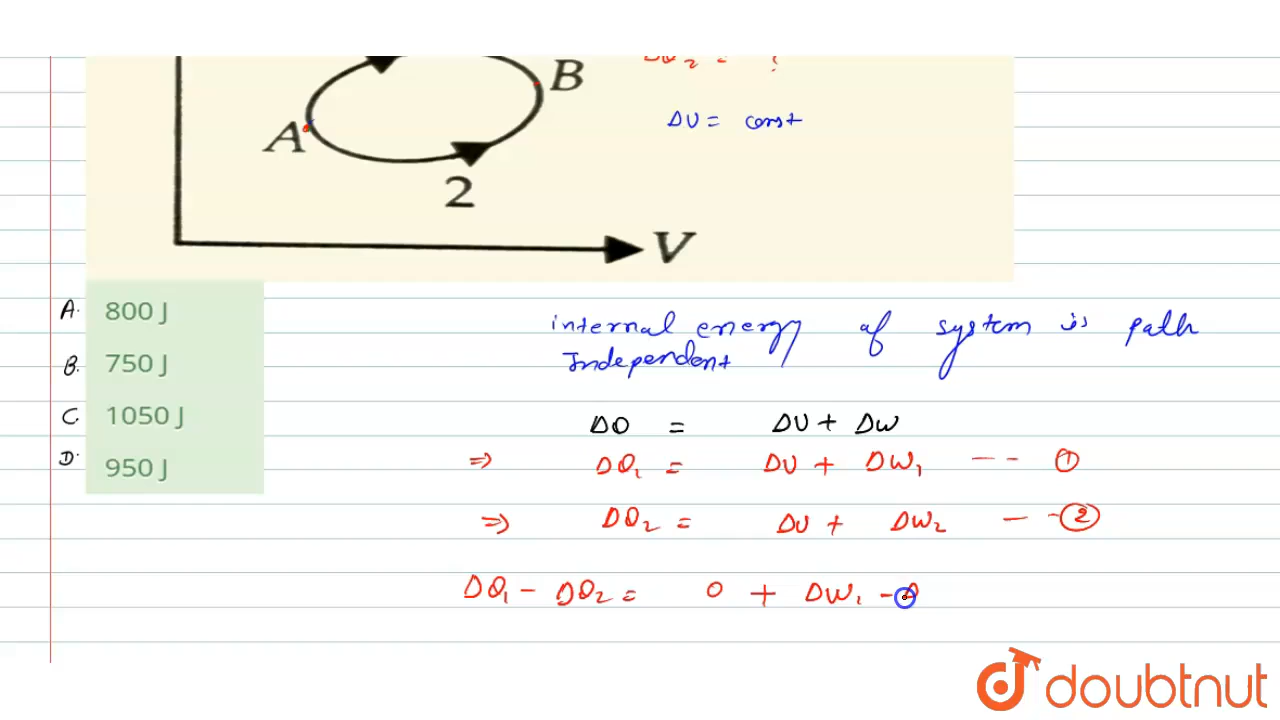 B
ΔU = const
A
2
V
A. 800 J
B. 750 J
C. 1050 J
D. 950 J
internal energy of system is path
Independent
ΔQ = ΔU + ΔW
⇒ ΔQ₁ = ΔU + ΔW₁ -- ①
⇒ ΔQ₂ = ΔU + ΔW₂ -- ②
ΔQ₁ - ΔQ₂ = 0 + ΔW₁ - Δ
doubtnut